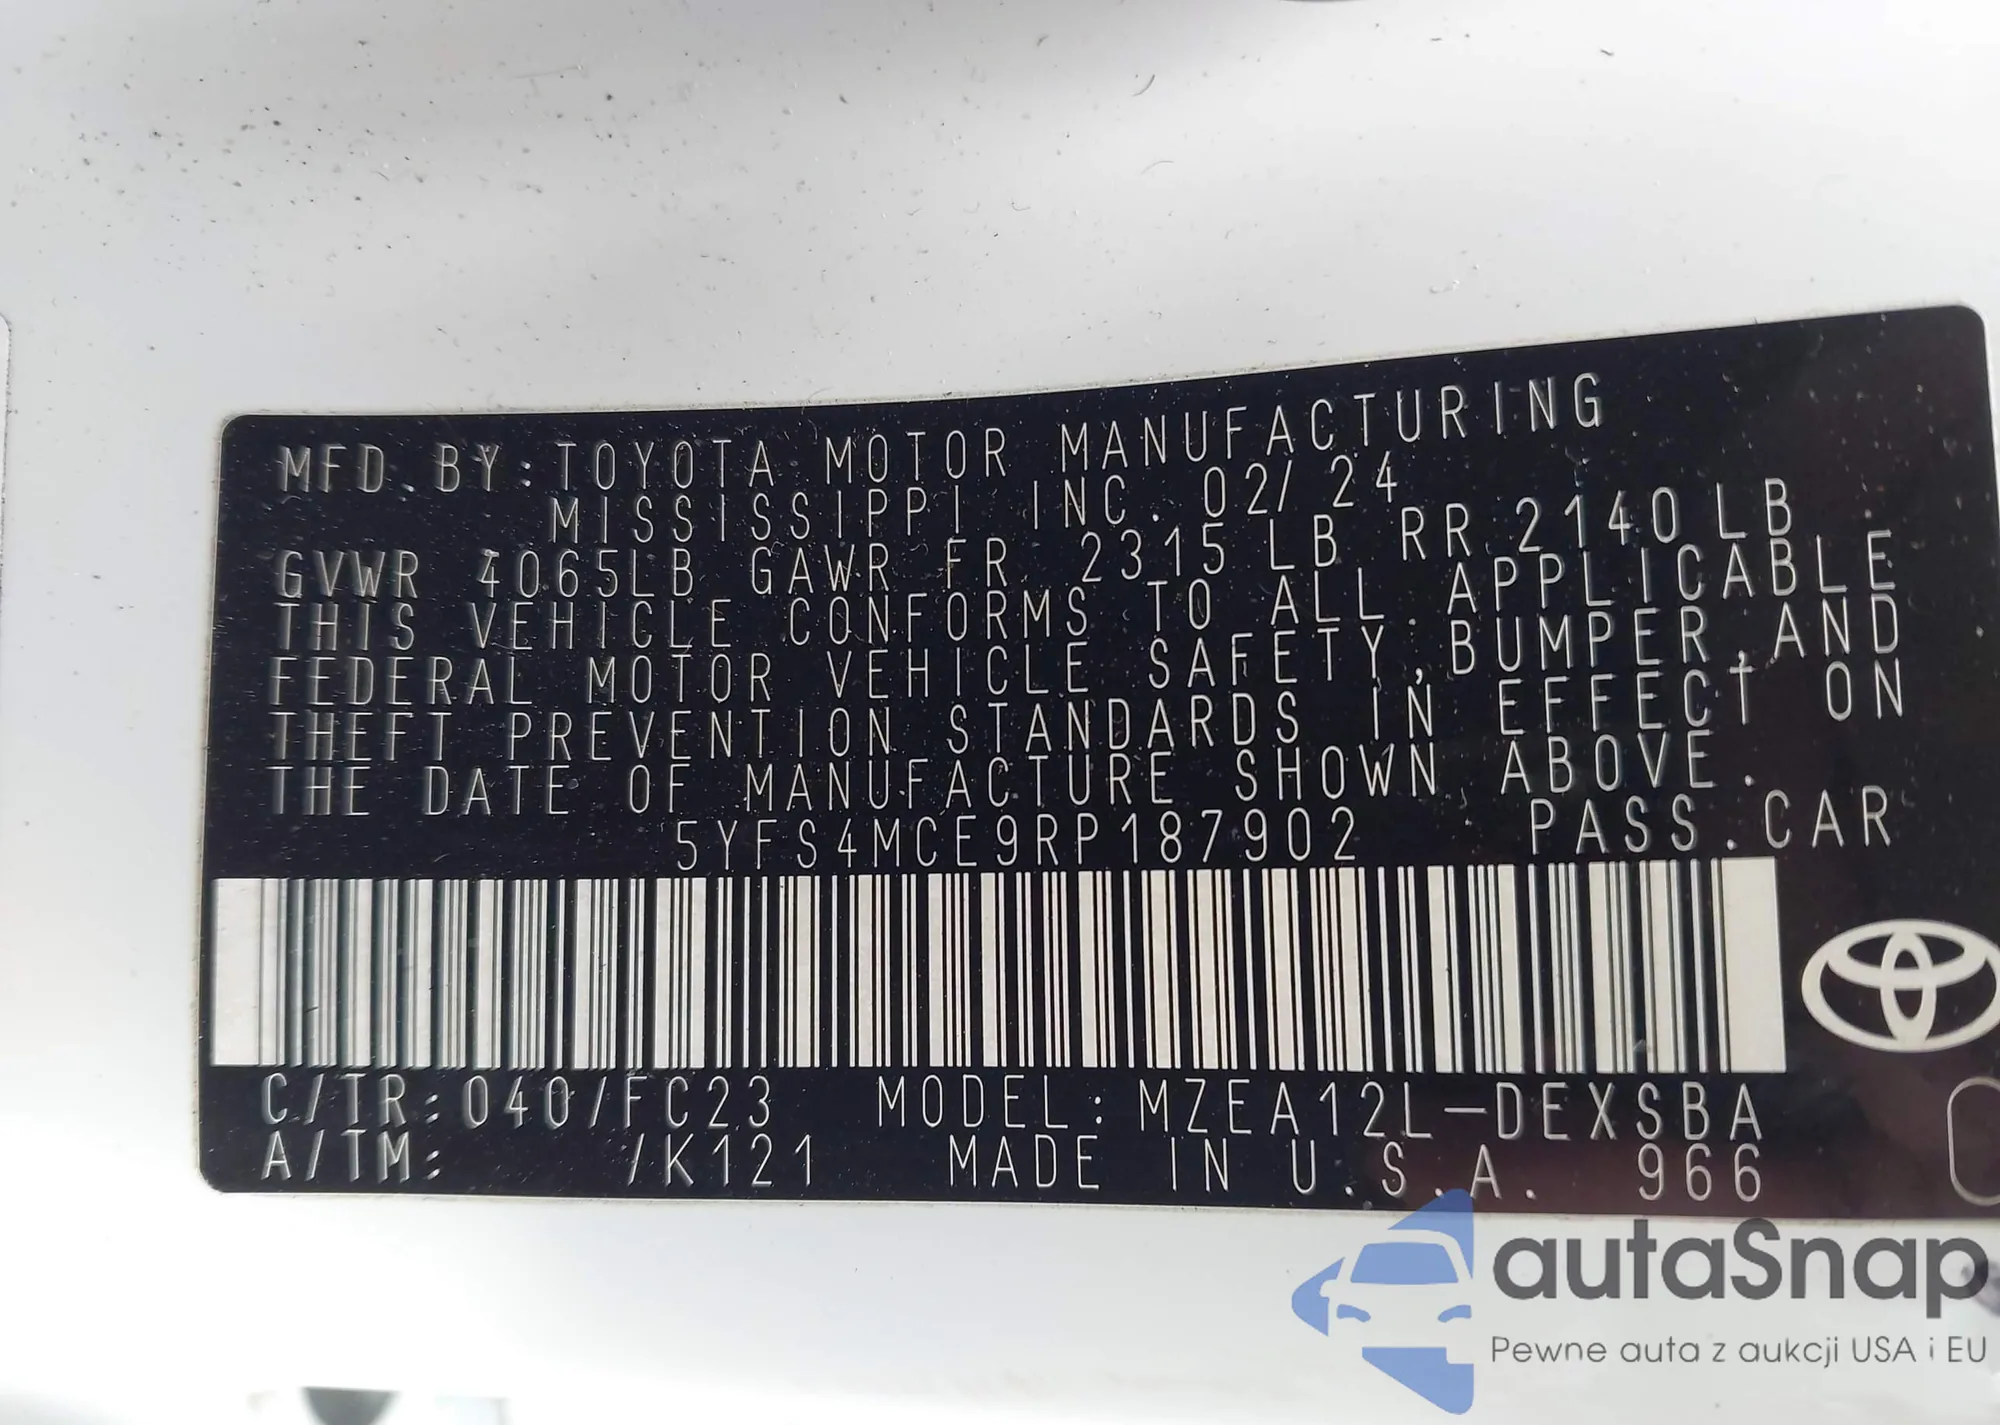 MFD. BY: TOYOTA MOTOR MANUFACTURING
MISSISSIPPI INC. 02/24
GVWR 4065LB GAWR FR. 2315 LB RR 2140 LB
THIS VEHICLE CONFORMS TO ALL APPLICABLE
FEDERAL MOTOR VEHICLE SAFETY, BUMPER, AND
THEFT PREVENTION STANDARDS IN EFFECT ON
THE DATE OF MANUFACTURE SHOWN ABOVE.
5YFS4MCE9RP187902 PASS. CAR
C/TR: 040/FC23 MODEL: MZEA12L-DEXSBA
A/TM: /K121 MADE IN U.S.A. 966
autaSnap
Pewne auta z aukcji USA i EU